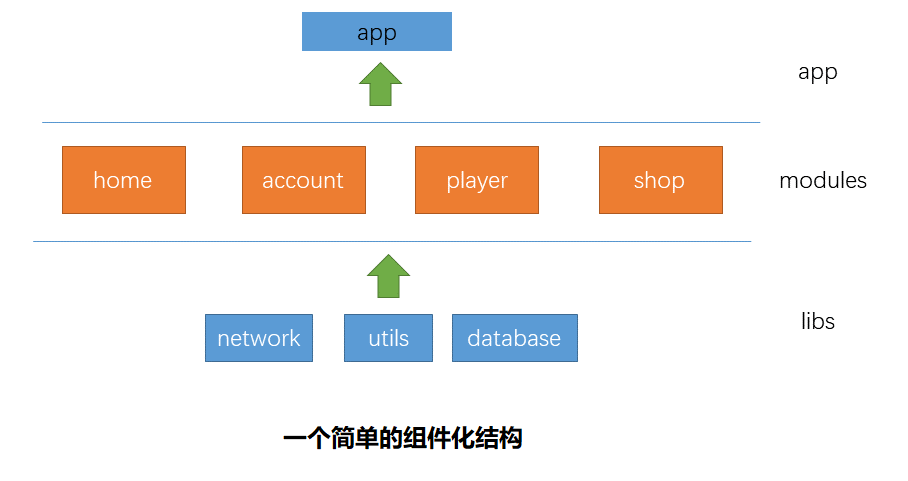 app
app
home
account
player
shop
modules
network
utils
database
libs
一个简单的组件化结构